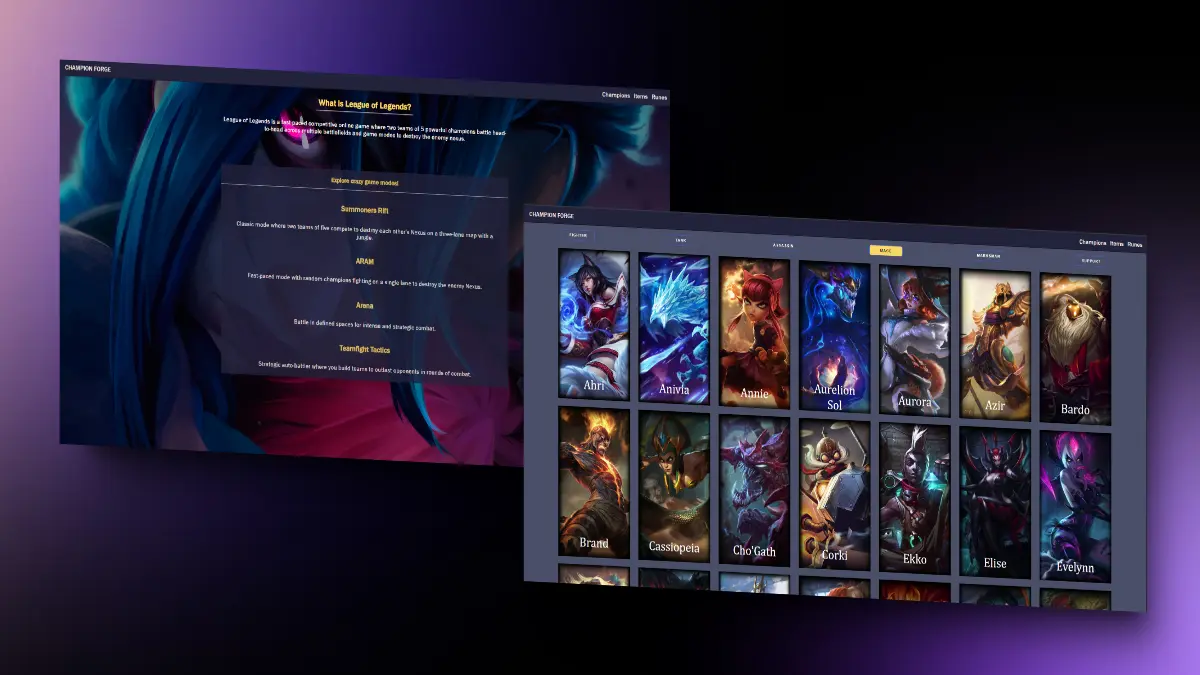 CHAMPION FORGE
Champions Items Runes
What is League of Legends?
League of Legends is a fast-paced competitive online game where two teams of 5 powerful champions battle head-
to-head across multiple battlefields and game modes to destroy the enemy nexus.
Explore crazy game modes!
Summoners Rift
Classic mode where two teams of five compete to destroy each other's Nexus on a three-lane map with a
jungle.
ARAM
Fast-paced mode with random champions fighting on a single lane to destroy the enemy Nexus.
Arena
Battle in defined spaces for intense and strategic combat.
Teamfight Tactics
Strategic auto-battler where you build teams to outlast opponents in rounds of combat.
CHAMPION FORGE
Champions Items Runes
FIGHTER TANK ASSASSIN MAGE MARKSMAN SUPPORT
Ahri Anivia Annie Aurelion Sol Aurora Azir Bardo
Brand Cassiopeia Cho'Gath Corki Ekko Elise Evelynn